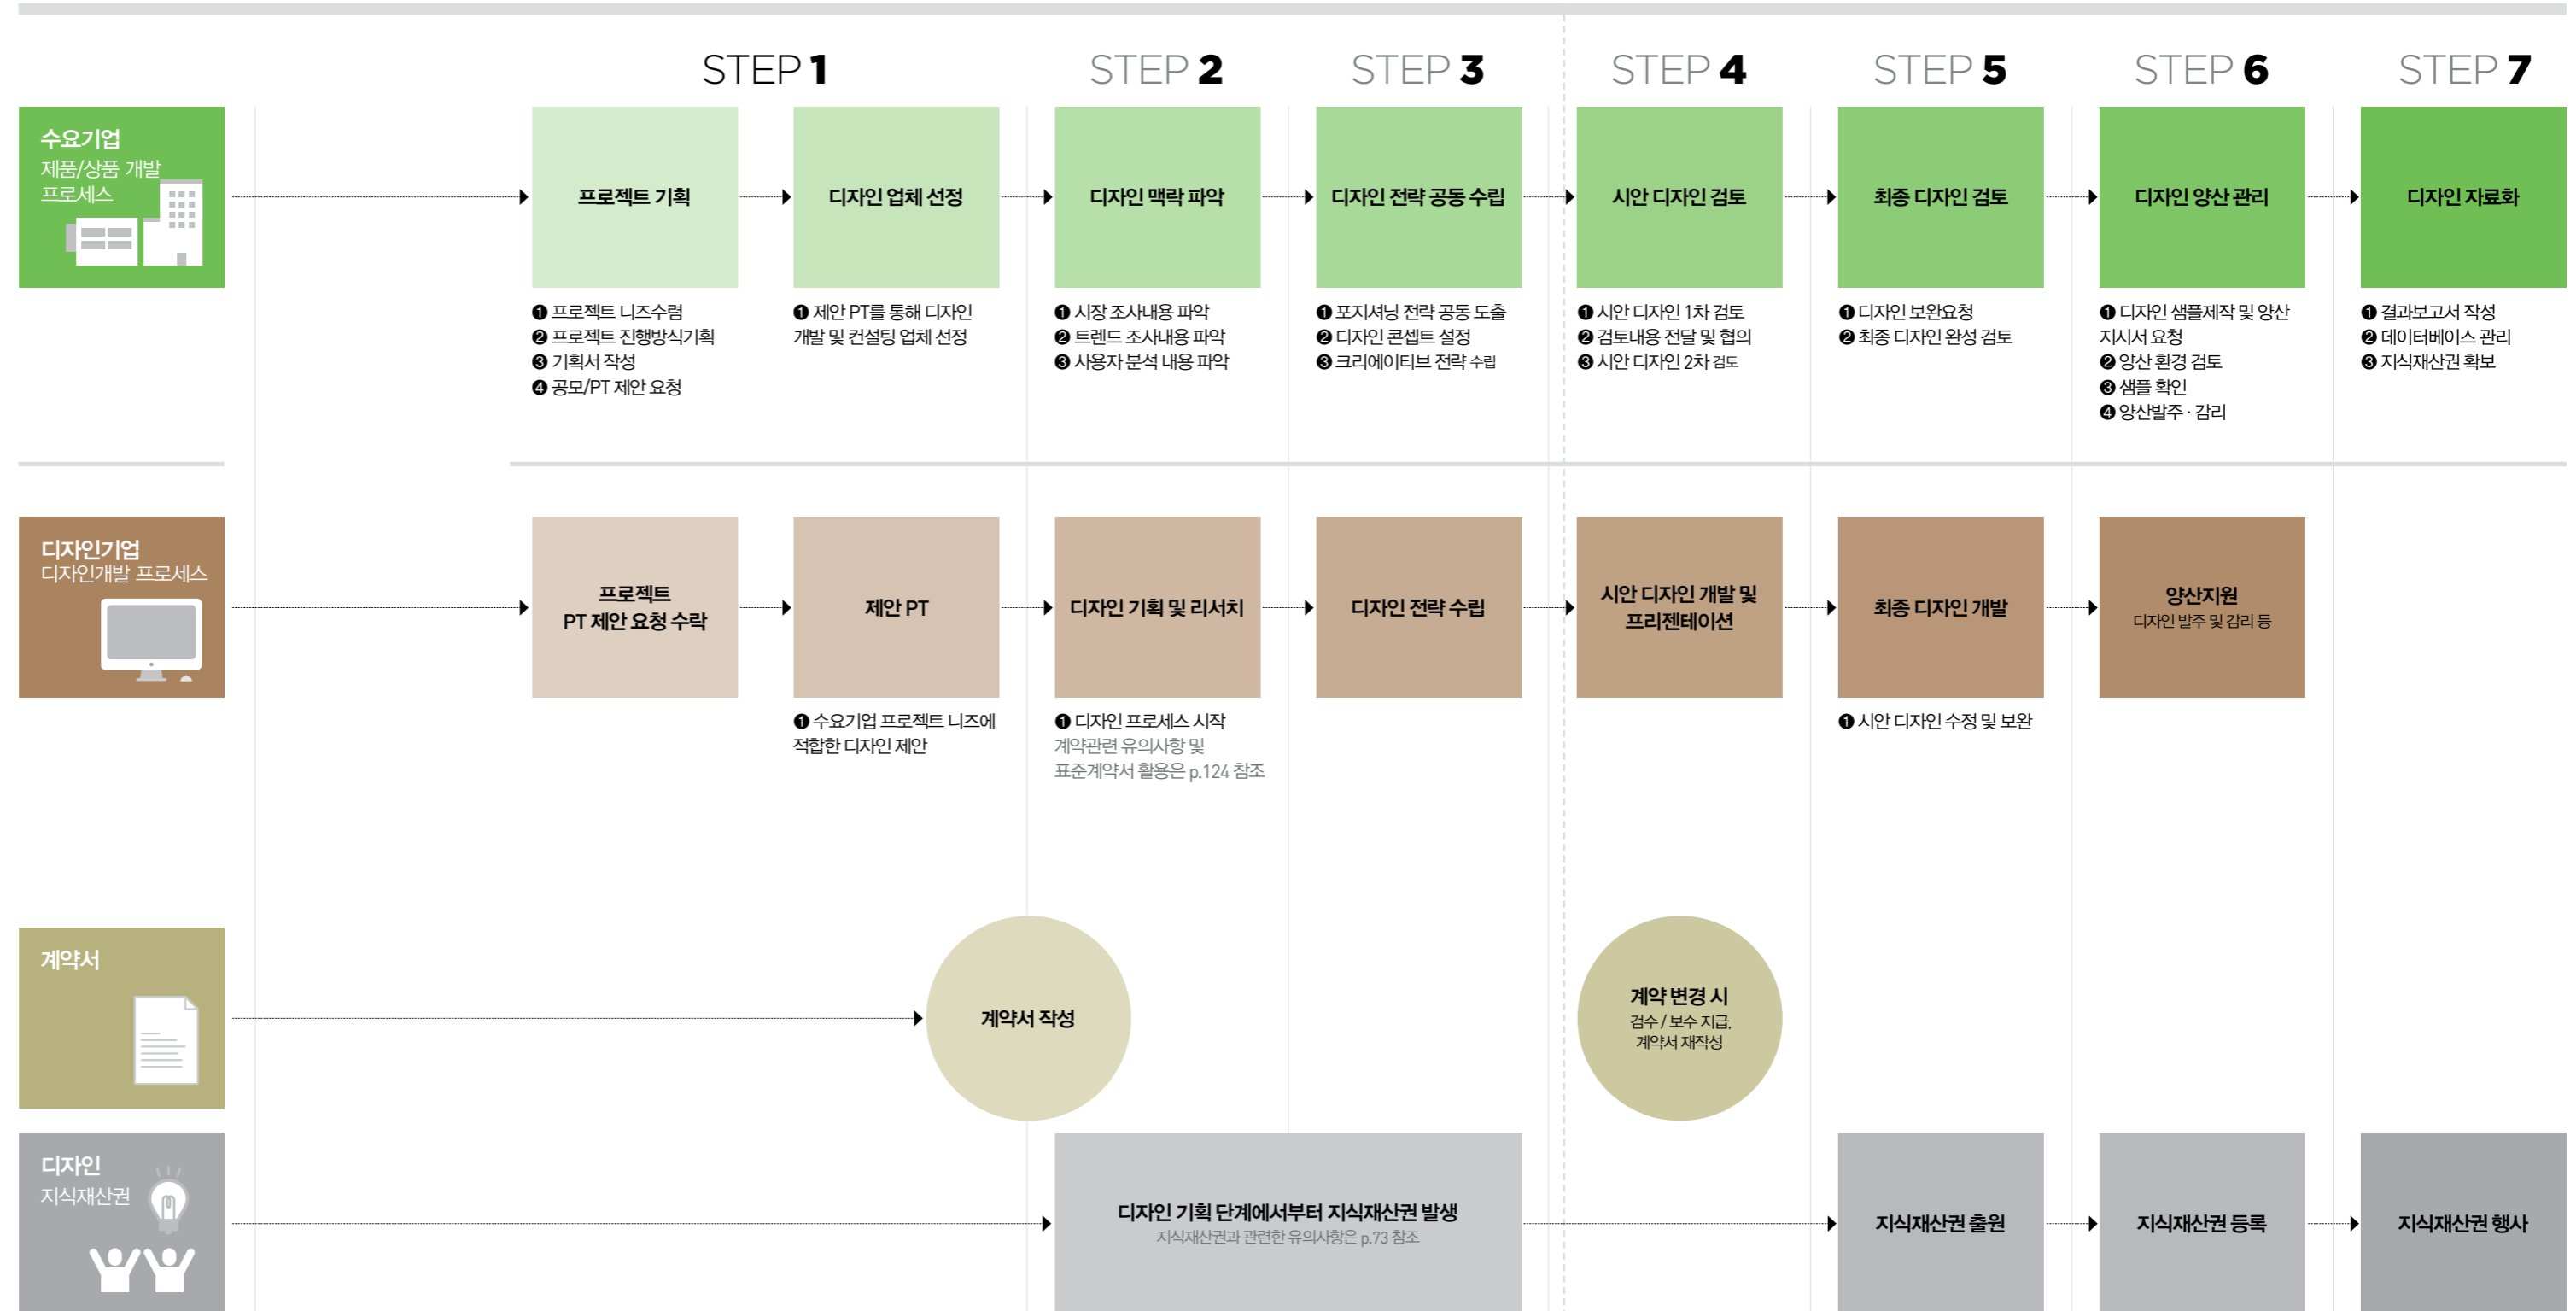 STEP 1
STEP 2
STEP 3
STEP 4
STEP 5
STEP 6
STEP 7
수요기업
제품/상품 개발
프로세스
프로젝트 기획
디자인 업체 선정
디자인 맥락 파악
디자인 전략 공동 수립
시안 디자인 검토
최종 디자인 검토
디자인 양산 관리
디자인 자료화
❶ 프로젝트 니즈수렴
❷ 프로젝트 진행방식기획
❸ 기획서 작성
❹ 공모/PT 제안 요청
❶ 제안 PT를 통해 디자인
개발 및 컨설팅 업체 선정
❶ 시장 조사내용 파악
❷ 트렌드 조사내용 파악
❸ 사용자 분석 내용 파악
❶ 포지셔닝 전략 공동 도출
❷ 디자인 콘셉트 설정
❸ 크리에이티브 전략 수립
❶ 시안 디자인 1차 검토
❷ 검토내용 전달 및 협의
❸ 시안 디자인 2차 검토
❶ 디자인 보완요청
❷ 최종 디자인 완성 검토
❶ 디자인 샘플제작 및 양산
지시서 요청
❷ 양산 환경 검토
❸ 샘플 확인
❹ 양산발주 · 감리
❶ 결과보고서 작성
❷ 데이터베이스 관리
❸ 지식재산권 확보
디자인기업
디자인개발 프로세스
프로젝트
PT 제안 요청 수락
제안 PT
디자인 기획 및 리서치
디자인 전략 수립
시안 디자인 개발 및
프리젠테이션
최종 디자인 개발
양산지원
디자인 발주 및 감리 등
❶ 수요기업 프로젝트 니즈에
적합한 디자인 제안
❶ 디자인 프로세스 시작
계약관련 유의사항 및
표준계약서 활용은 p.124 참조
❶ 시안 디자인 수정 및 보완
계약서
계약서 작성
계약 변경 시
검수 / 보수 지급,
계약서 재작성
디자인
지식재산권
디자인 기획 단계에서부터 지식재산권 발생
지식재산권과 관련한 유의사항은 p.73 참조
지식재산권 출원
지식재산권 등록
지식재산권 행사